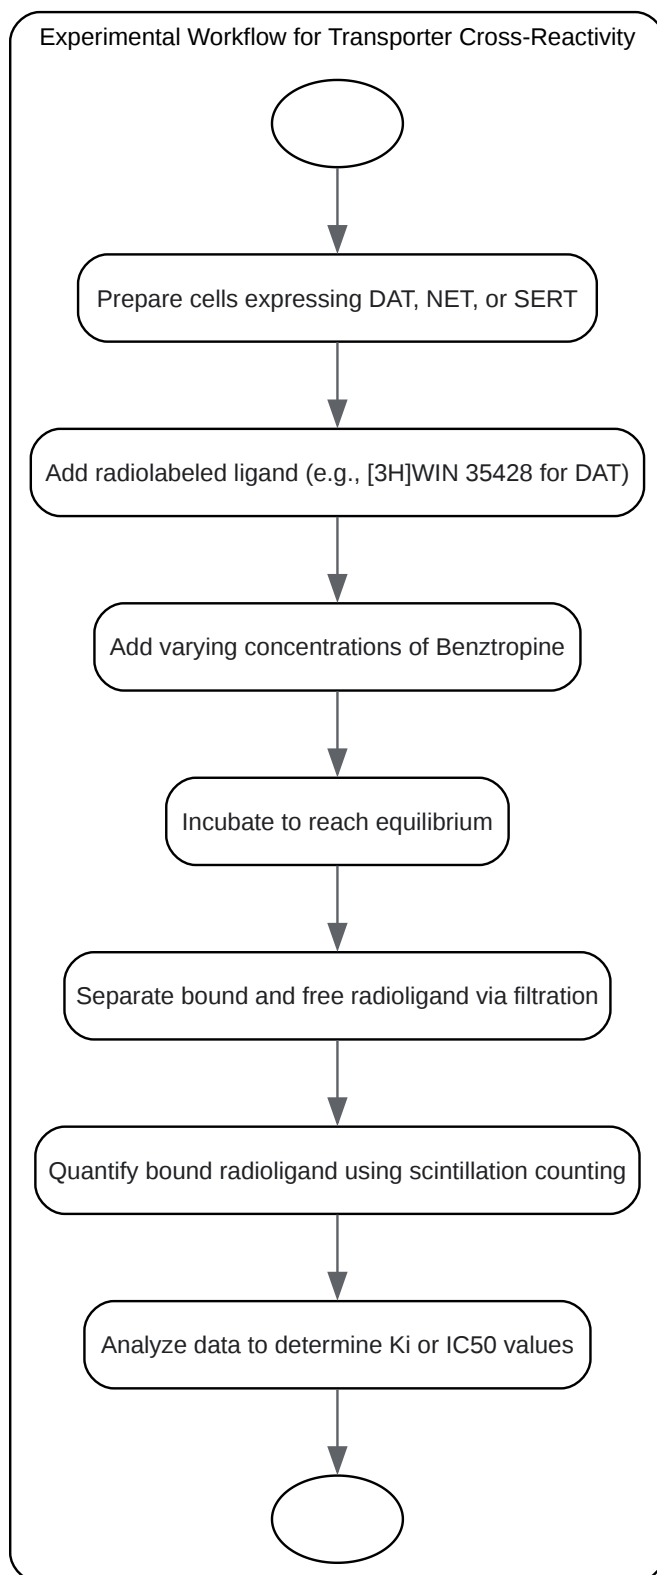 Experimental Workflow for Transporter Cross-Reactivity
Prepare cells expressing DAT, NET, or SERT
Add radiolabeled ligand (e.g., [3H]WIN 35428 for DAT)
Add varying concentrations of Benztropine
Incubate to reach equilibrium
Separate bound and free radioligand via filtration
Quantify bound radioligand using scintillation counting
Analyze data to determine Ki or IC50 values